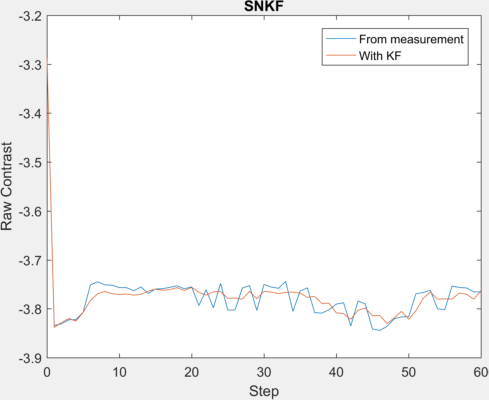 SNKF
-3.2
From measurement
With KF
-3.3
-3.4
-3.5
-3.6
-3.7
-3.8
-3.9
Raw Contrast
0 10 20 30 40 50 60
Step